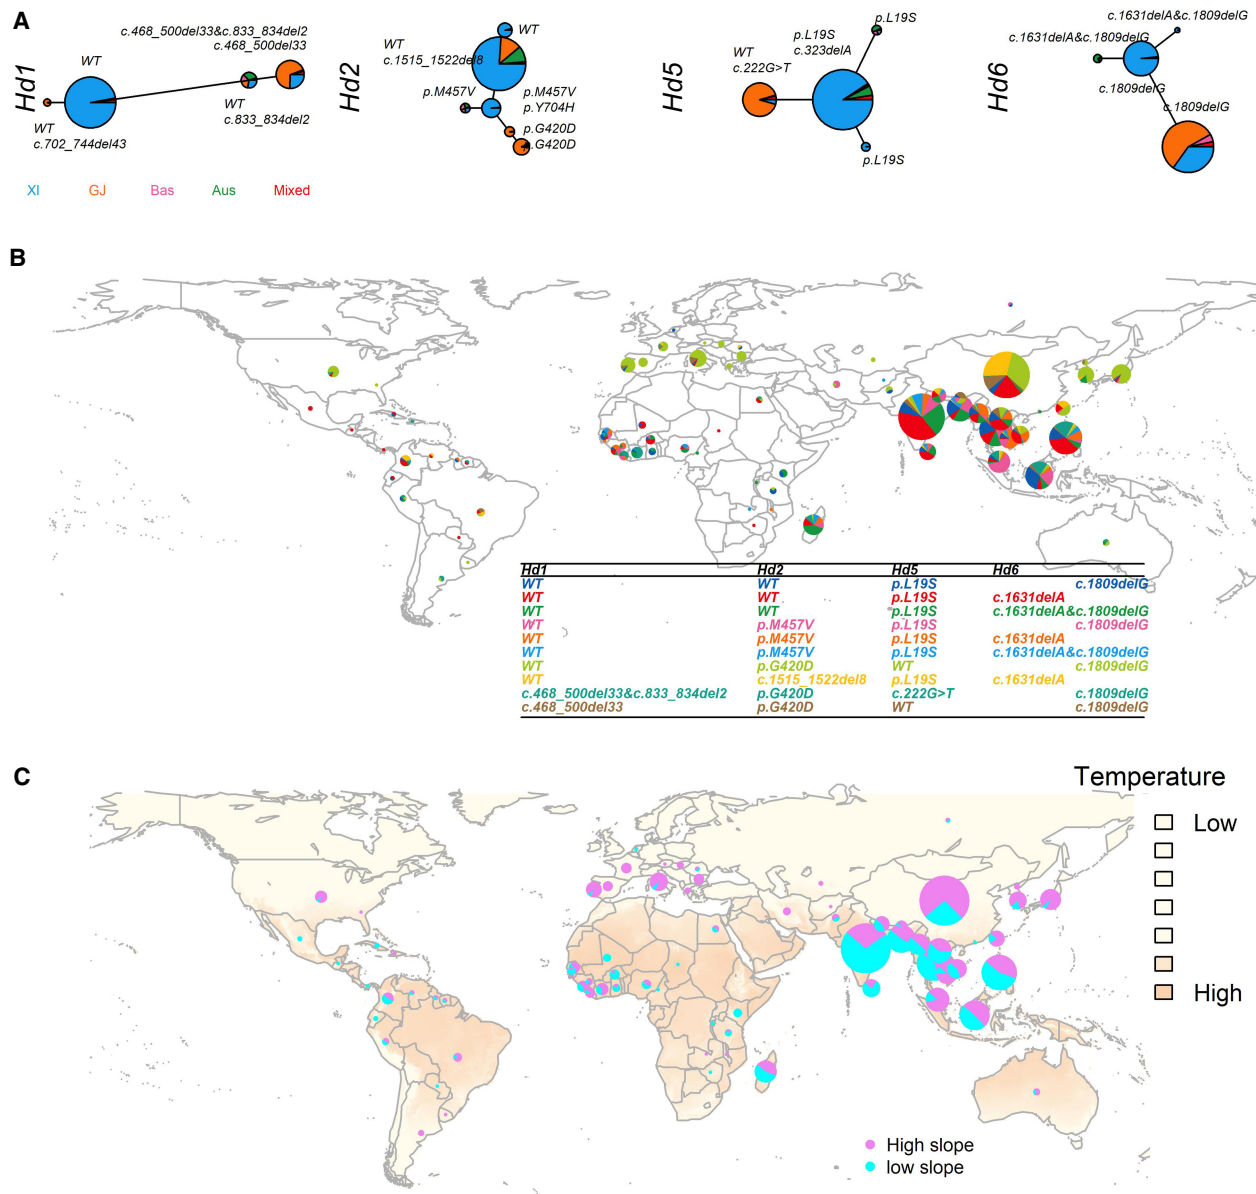 A
Hd1
WT
c.468_500del33&c.833_834del2
c.468_500del33
WT
c.833_834del2
WT
c.702_744del43
Hd2
WT
WT
c.1515_1522del8
p.M457V
p.M457V
p.Y704H
p.G420D
p.G420D
Hd5
WT
c.222G>T
p.L19S
p.L19S
c.323delA
p.L19S
Hd6
c.1631delA&c.1809delG
c.1631delA&c.1809delG
c.1809delG
c.1809delG
XI GJ Bas Aus Mixed
B
Hd1 Hd2 Hd5 Hd6
WT WT p.L19S c.1809delG
WT WT p.L19S c.1631delA
WT WT p.L19S c.1631delA&c.1809delG
WT p.M457V p.L19S c.1809delG
WT p.M457V p.L19S c.1631delA
WT p.M457V p.L19S c.1631delA&c.1809delG
WT p.G420D WT c.1809delG
WT c.1515_1522del8 p.L19S c.1631delA
c.468_500del33&c.833_834del2 p.G420D c.222G>T c.1809delG
c.468_500del33 p.G420D WT c.1809delG
C
Temperature
Low
High
High slope
low slope